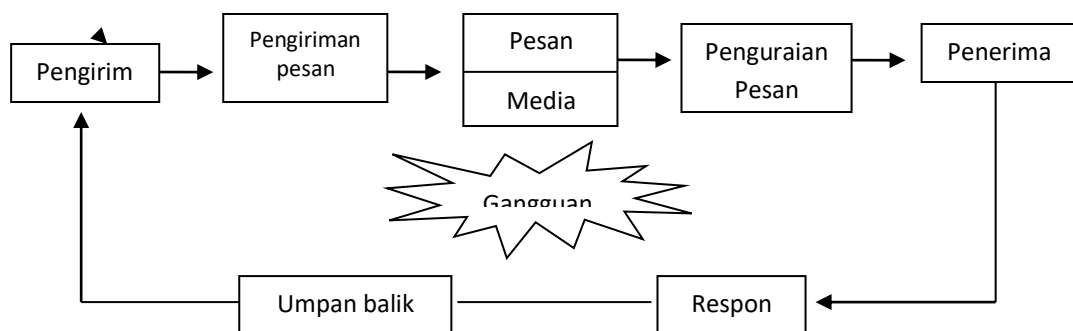 Pengirim
Pengiriman
pesan
Pesan
Media
Penguraian
Pesan
Penerima
Gangguan
Umpan balik
Respon